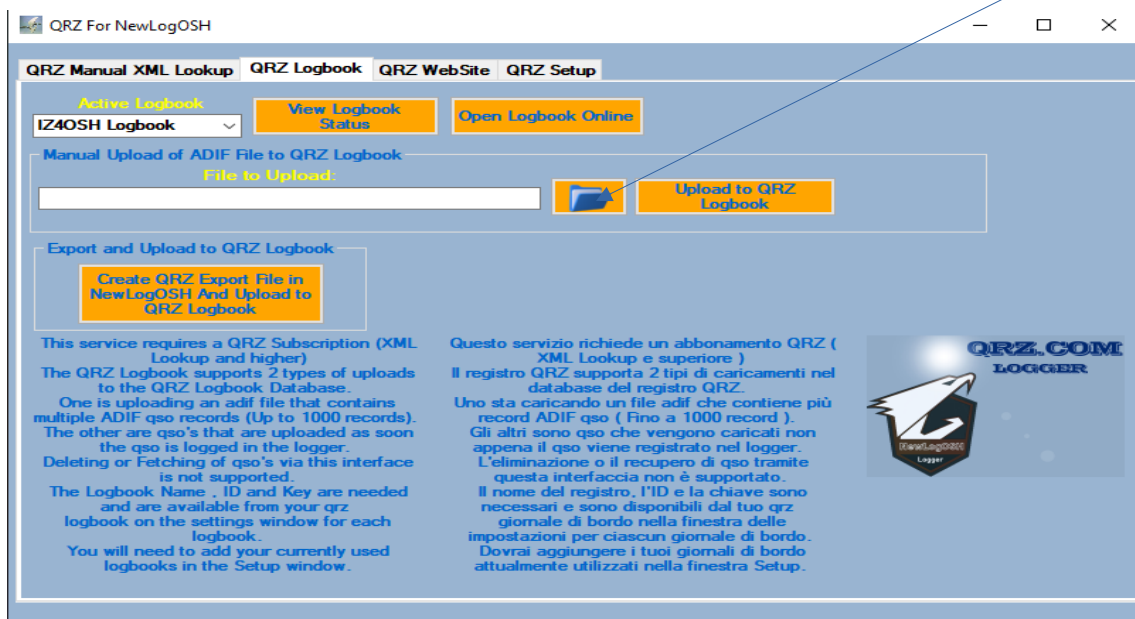 QRZ For NewLogOSH
QRZ Manual XML Lookup QRZ Logbook QRZ WebSite QRZ Setup
Active Logbook
IZ4OSH Logbook
View Logbook
Status
Open Logbook Online
Manual Upload of ADIF File to QRZ Logbook
File to Upload:
Upload to QRZ
Logbook
Export and Upload to QRZ Logbook
Create QRZ Export File in
NewLogOSH And Upload to
QRZ Logbook
This service requires a QRZ Subscription (XML
Lookup and higher)
The QRZ Logbook supports 2 types of uploads
to the QRZ Logbook Database.
One is uploading an adif file that contains
multiple ADIF qso records (Up to 1000 records).
The other are qso's that are uploaded as soon
the qso is logged in the logger.
Deleting or Fetching of qso's via this interface
is not supported.
The Logbook Name , ID and Key are needed
and are available from your qrz
logbook on the settings window for each
logbook.
You will need to add your currently used
logbooks in the Setup window.
Questo servizio richiede un abbonamento QRZ (
XML Lookup e superiore )
Il registro QRZ supporta 2 tipi di caricamenti nel
database del registro QRZ.
Uno sta caricando un file adif che contiene più
record ADIF qso ( Fino a 1000 record ).
Gli altri sono qso che vengono caricati non
appena il qso viene registrato nel logger.
L'eliminazione o il recupero di qso tramite
questa interfaccia non è supportato.
Il nome del registro, l'ID e la chiave sono
necessari e sono disponibili dal tuo qrz
giornale di bordo nella finestra delle
impostazioni per ciascun giornale di bordo.
Dovrai aggiungere i tuoi giornali di bordo
attualmente utilizzati nella finestra Setup.
QRZ.COM
LOGGER
NewLogOSH
Logger